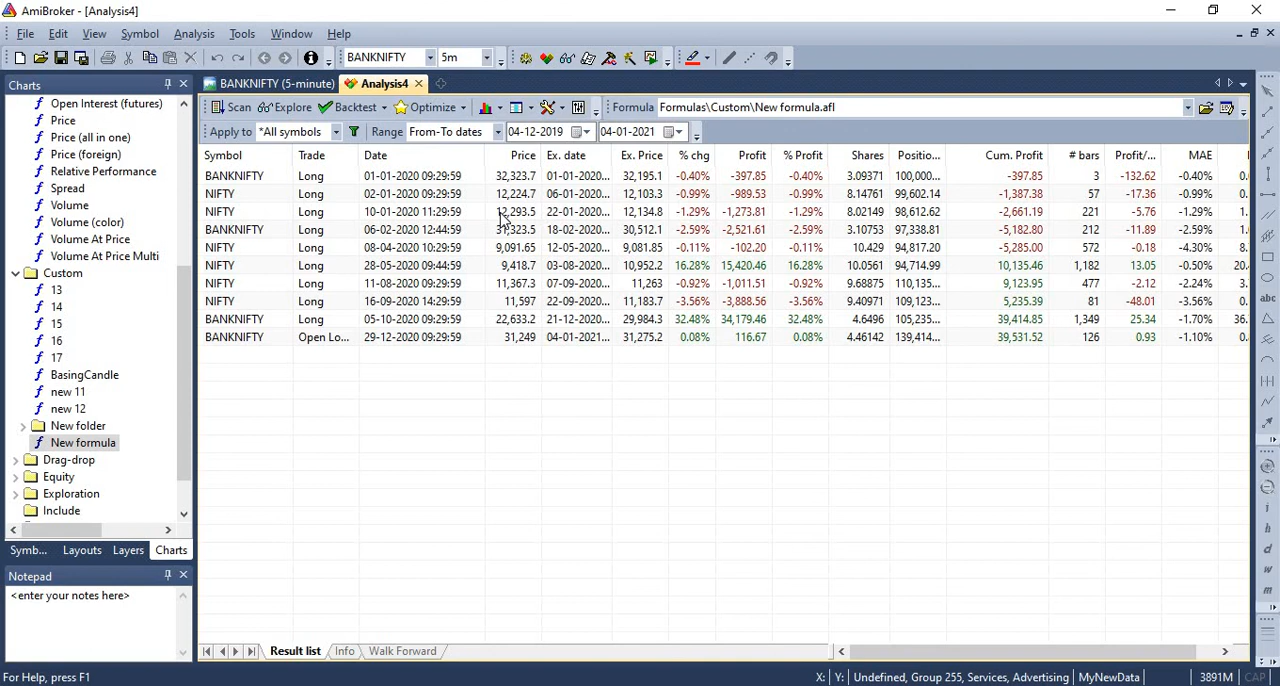 AmiBroker - [Analysis4]
File Edit View Symbol Analysis Tools Window Help
BANKNIFTY 5m
Charts
BANKNIFTY (5-minute) Analysis4
Open Interest (futures)
Price
Price (all in one)
Price (foreign)
Relative Performance
Spread
Volume
Volume (color)
Volume At Price
Volume At Price Multi
Custom
13
14
15
16
17
BasingCandle
new 11
new 12
New folder
New formula
Drag-drop
Equity
Exploration
Include
Symb... Layouts Layers Charts
Notepad
<enter your notes here>
Scan Explore Backtest Optimize Formula Formulas\Custom\New formula.afl
Apply to *All symbols Range From-To dates 04-12-2019 04-01-2021
Symbol Trade Date Price Ex. date Ex. Price % chg Profit % Profit Shares Positio... Cum. Profit # bars Profit/... MAE
BANKNIFTY Long 01-01-2020 09:29:59 32,323.7 01-01-2020... 32,195.1 -0.40% -397.85 -0.40% 3.09371 100,000... -397.85 3 -132.62 -0.40%
NIFTY Long 02-01-2020 09:29:59 12,224.7 06-01-2020... 12,103.3 -0.99% -989.53 -0.99% 8.14761 99,602.14 -1,387.38 57 -17.36 -0.99%
NIFTY Long 10-01-2020 11:29:59 12,293.5 22-01-2020... 12,134.8 -1.29% -1,273.81 -1.29% 8.02149 98,612.62 -2,661.19 221 -5.76 -1.29%
BANKNIFTY Long 06-02-2020 12:44:59 ,323.5 18-02-2020... 30,512.1 -2.59% -2,521.61 -2.59% 3.10753 97,338.81 -5,182.80 212 -11.89 -2.59%
NIFTY Long 08-04-2020 10:29:59 9,091.65 12-05-2020... 9,081.85 -0.11% -102.20 -0.11% 10.429 94,817.20 -5,285.00 572 -0.18 -4.30%
NIFTY Long 28-05-2020 09:44:59 9,418.7 03-08-2020... 10,952.2 16.28% 15,420.46 16.28% 10.0561 94,714.99 10,135.46 1,182 13.05 -0.50%
NIFTY Long 11-08-2020 09:29:59 11,367.3 07-09-2020... 11,263 -0.92% -1,011.51 -0.92% 9.68875 110,135... 9,123.95 477 -2.12 -2.24%
NIFTY Long 16-09-2020 14:29:59 11,597 22-09-2020... 11,183.7 -3.56% -3,888.56 -3.56% 9.40971 109,123... 5,235.39 81 -48.01 -3.56%
BANKNIFTY Long 05-10-2020 09:29:59 22,633.2 21-12-2020... 29,984.3 32.48% 34,179.46 32.48% 4.6496 105,235... 39,414.85 1,349 25.34 -1.70%
BANKNIFTY Open Lo... 29-12-2020 09:29:59 31,249 04-01-2021... 31,275.2 0.08% 116.67 0.08% 4.46142 139,414... 39,531.52 126 0.93 -1.10%
Result list Info Walk Forward
For Help, press F1 X: Y: Undefined, Group 255, Services, Advertising MyNewData 3891M CAP